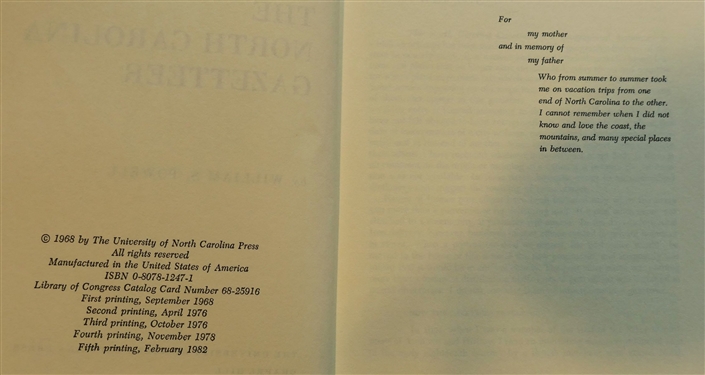 © 1968 by The University of North Carolina Press
All rights reserved
Manufactured in the United States of America
ISBN 0-8078-1247-1
Library of Congress Catalog Card Number 68-25916
First printing, September 1968
Second printing, April 1976
Third printing, October 1976
Fourth printing, November 1978
Fifth printing, February 1982
For
my mother
and in memory of
my father
Who from summer to summer took
me on vacation trips from one
end of North Carolina to the other.
I cannot remember when I did not
know and love the coast, the
mountains, and many special places
in between.
THE
NORTH CAROLINA
GAZETTEER